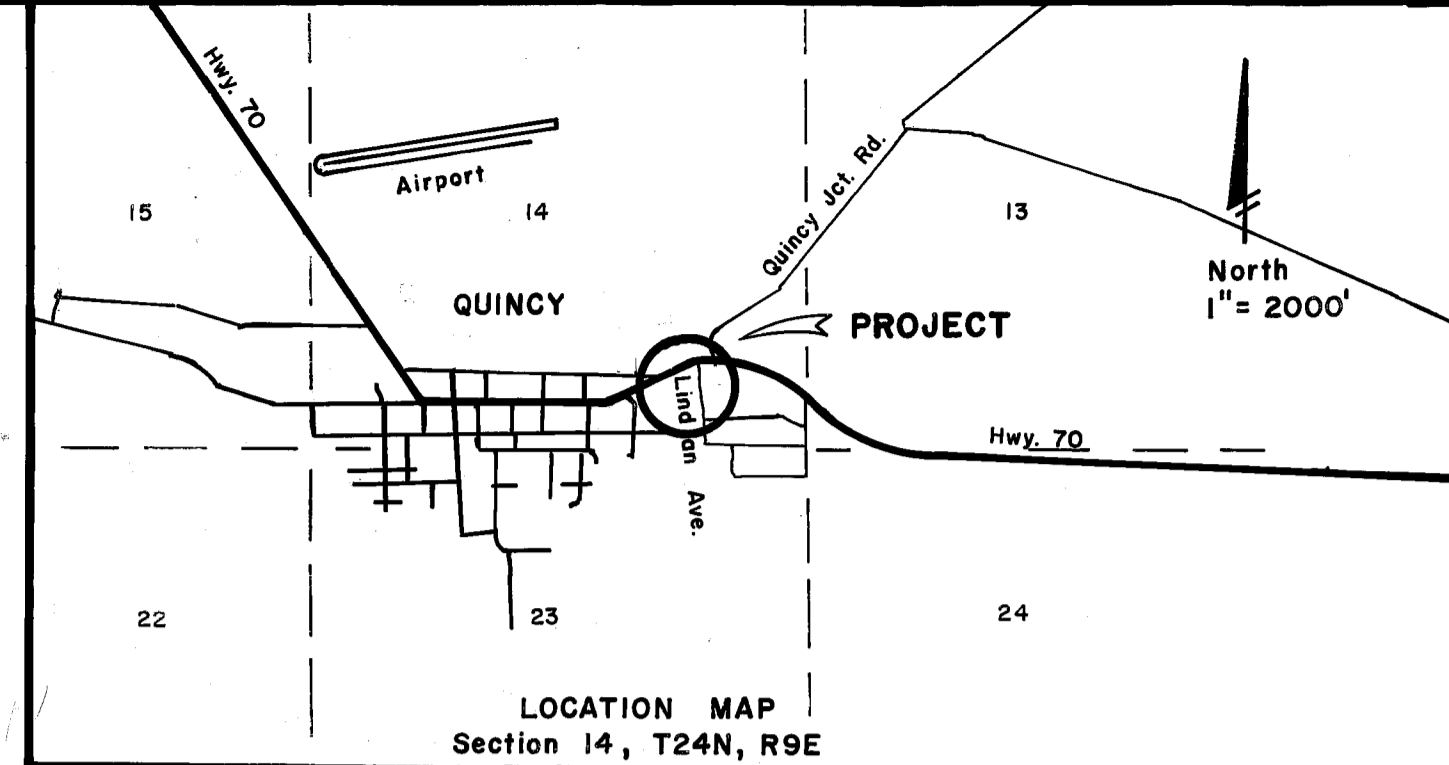 Hwy. 70
Airport
15
14
Quincy Jct. Rd.
13
North
1"= 2000'
QUINCY
PROJECT
Lind an Ave.
Hwy. 70
22
23
24
LOCATION MAP
Section 14, T24N, R9E